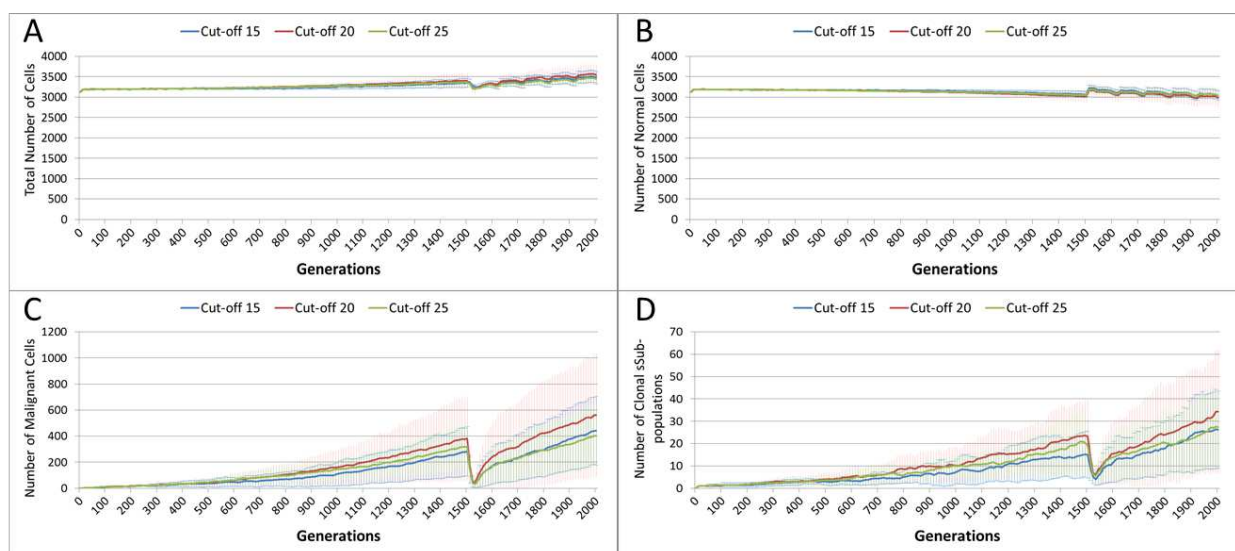 A
Cut-off 15 Cut-off 20 Cut-off 25
Total Number of Cells
4000
3500
3000
2500
2000
1500
1000
500
0
0 100 200 300 400 500 600 700 800 900 1000 1100 1200 1300 1400 1500 1600 1700 1800 1900 2000
Generations
B
Cut-off 15 Cut-off 20 Cut-off 25
Number of Normal Cells
4000
3500
3000
2500
2000
1500
1000
500
0
0 100 200 300 400 500 600 700 800 900 1000 1100 1200 1300 1400 1500 1600 1700 1800 1900 2000
Generations
C
Cut-off 15 Cut-off 20 Cut-off 25
Number of Malignant Cells
1200
1000
800
600
400
200
0
0 100 200 300 400 500 600 700 800 900 1000 1100 1200 1300 1400 1500 1600 1700 1800 1900 2000
Generations
D
Cut-off 15 Cut-off 20 Cut-off 25
Number of Clonal sSub-
populations
70
60
50
40
30
20
10
0
0 100 200 300 400 500 600 700 800 900 1000 1100 1200 1300 1400 1500 1600 1700 1800 1900 2000
Generations